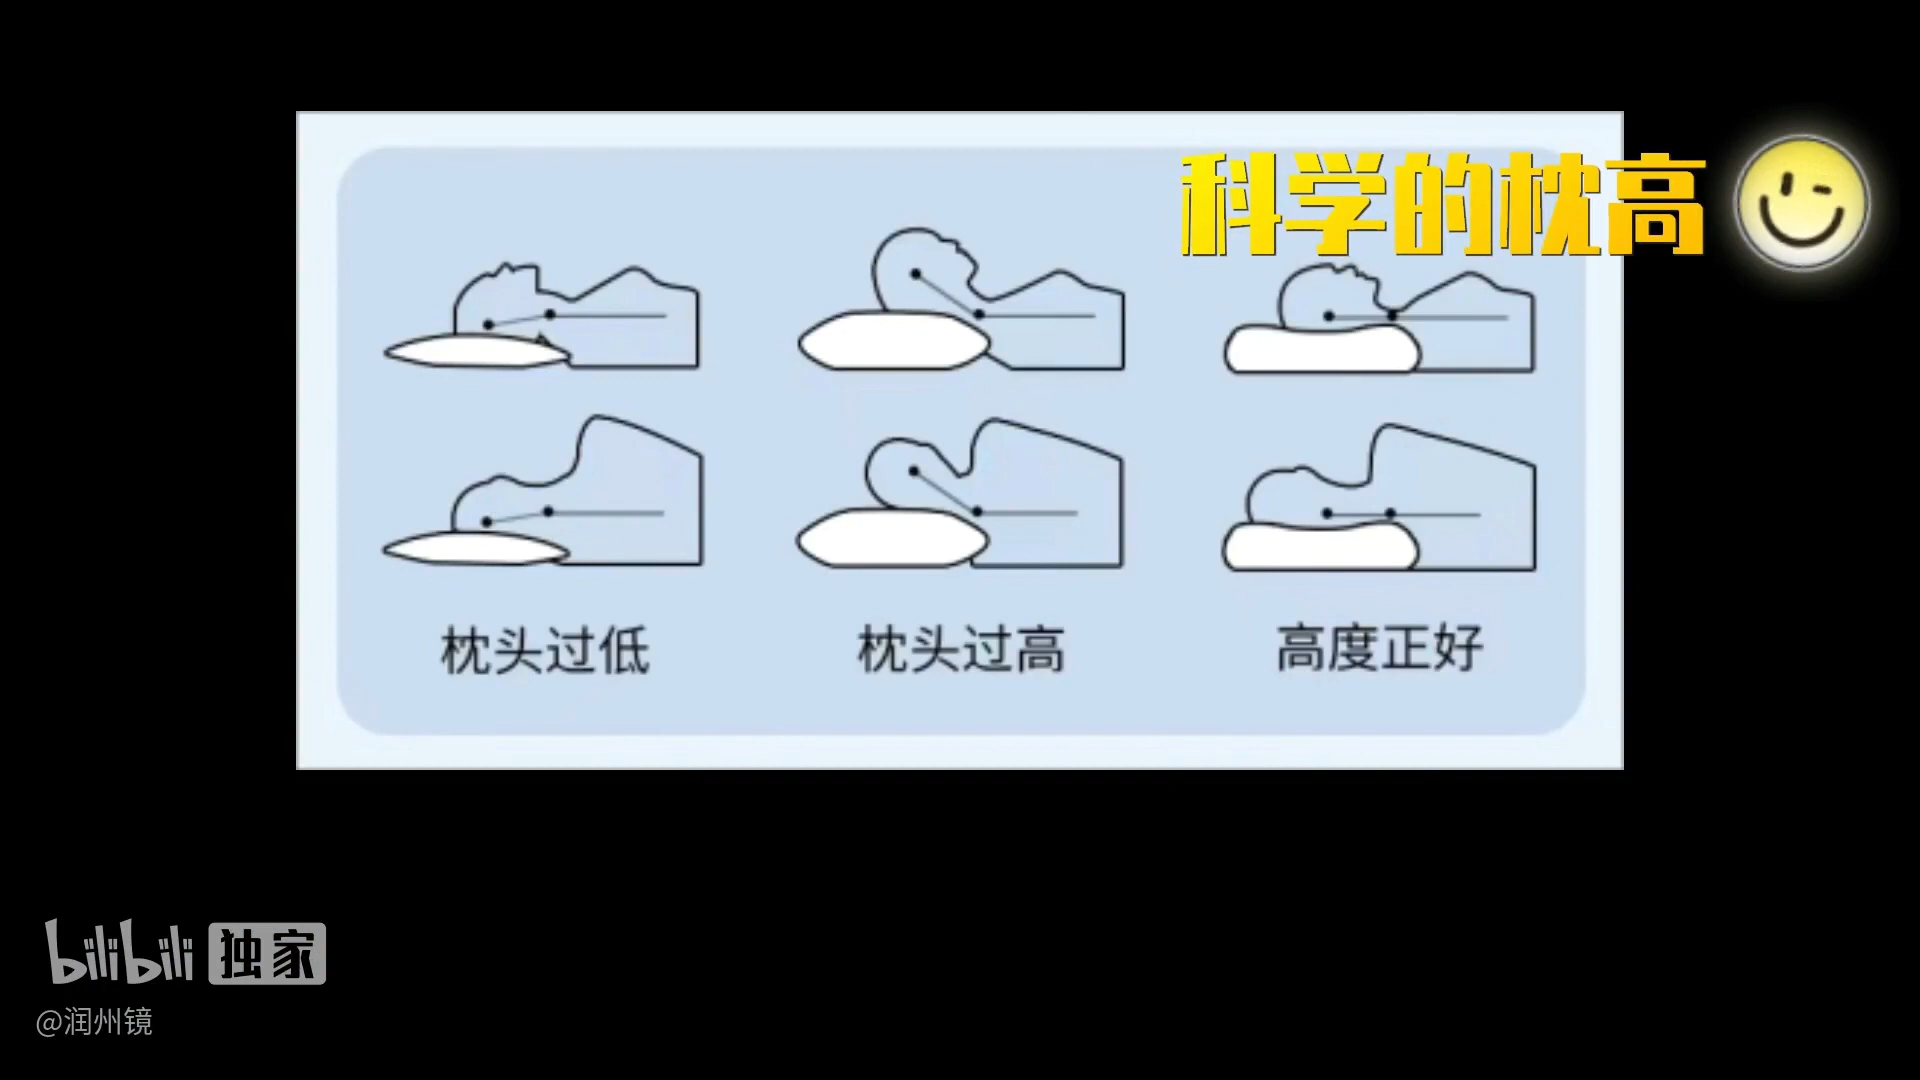 科学的枕高
枕头过低
枕头过高
高度正好
bilibili 独家
@润州镜